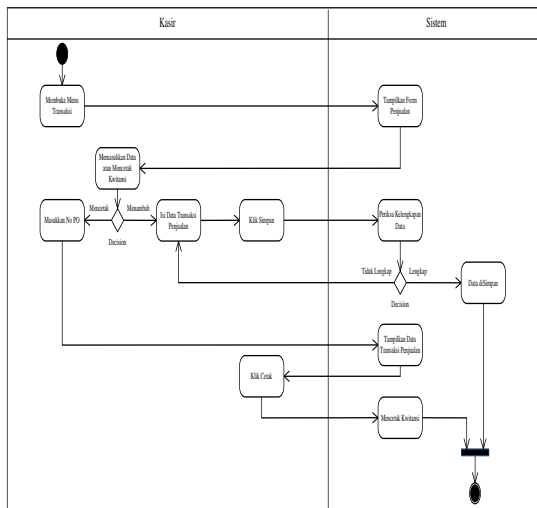 Kasir
Sistem
Membuka Menu
Transaksi
Tampilkan Form
Penjualan
Memasukkan Data
atau Mencetak
Kwitansi
Mencetak
Menambah
Masukkan No PO
Decision
Isi Data Transaksi
Penjualan
Klik Simpan
Periksa Kelengkapan
Data
Tidak Lengkap
Lengkap
Decision
Data diSimpan
Tampilkan Data
Transaksi Penjualan
Klik Cetak
Mencetak Kwitansi